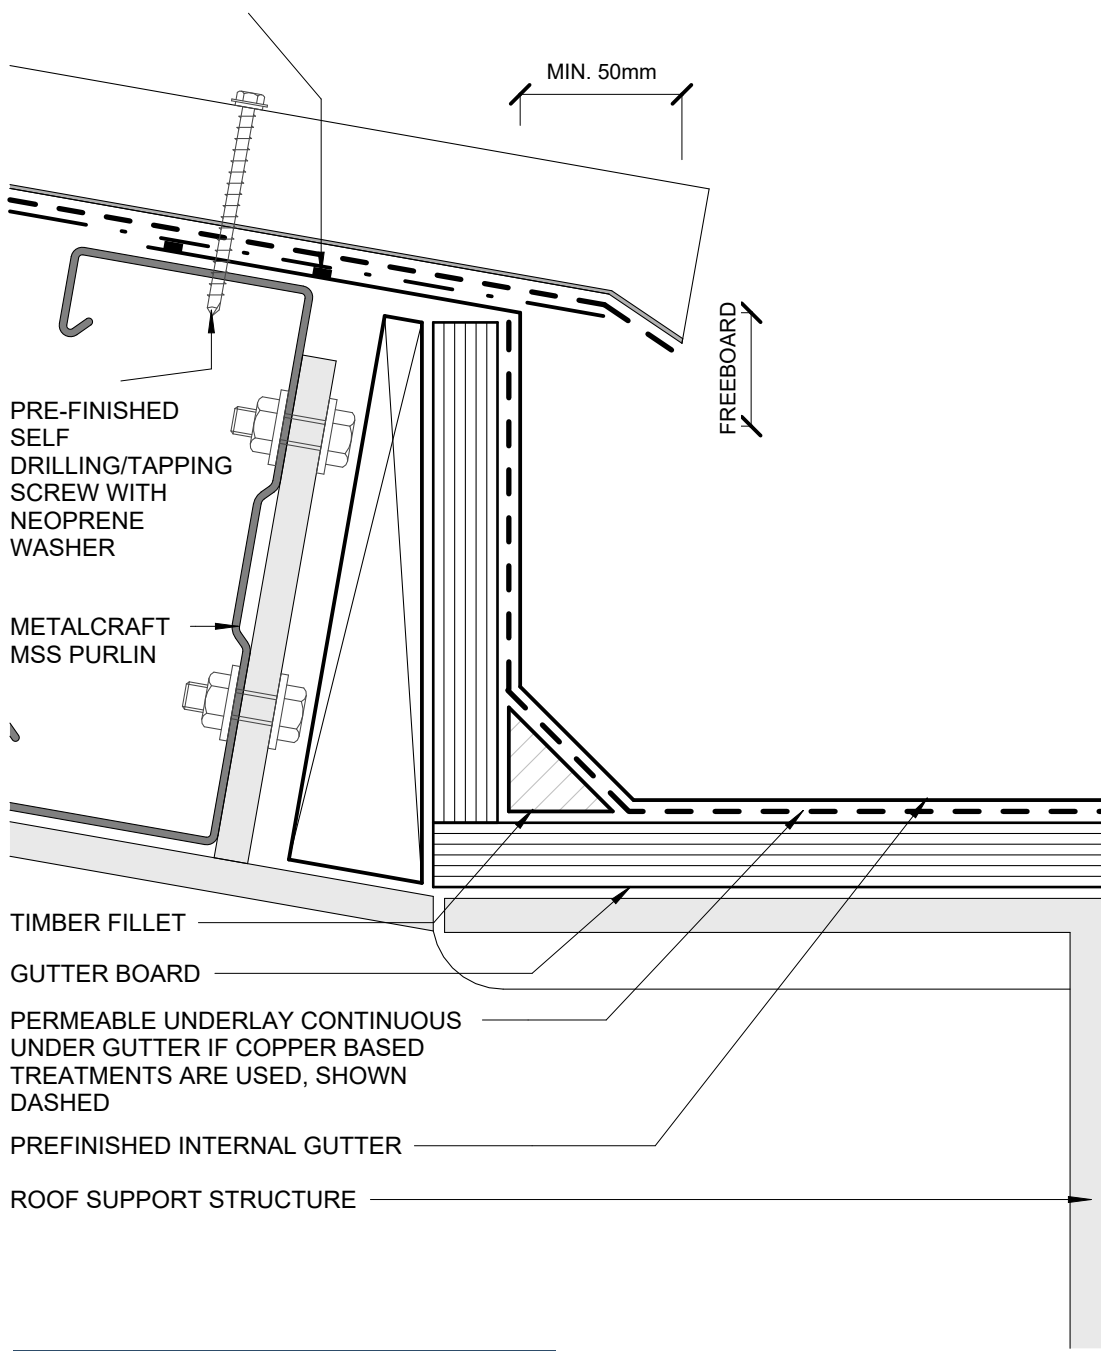 MIN. 50mm
FREEBOARD
PRE-FINISHED
SELF
DRILLING/TAPPING
SCREW WITH
NEOPRENE
WASHER
METALCRAFT
MSS PURLIN
TIMBER FILLET
GUTTER BOARD
PERMEABLE UNDERLAY CONTINUOUS
UNDER GUTTER IF COPPER BASED
TREATMENTS ARE USED, SHOWN
DASHED
PREFINISHED INTERNAL GUTTER
ROOF SUPPORT STRUCTURE